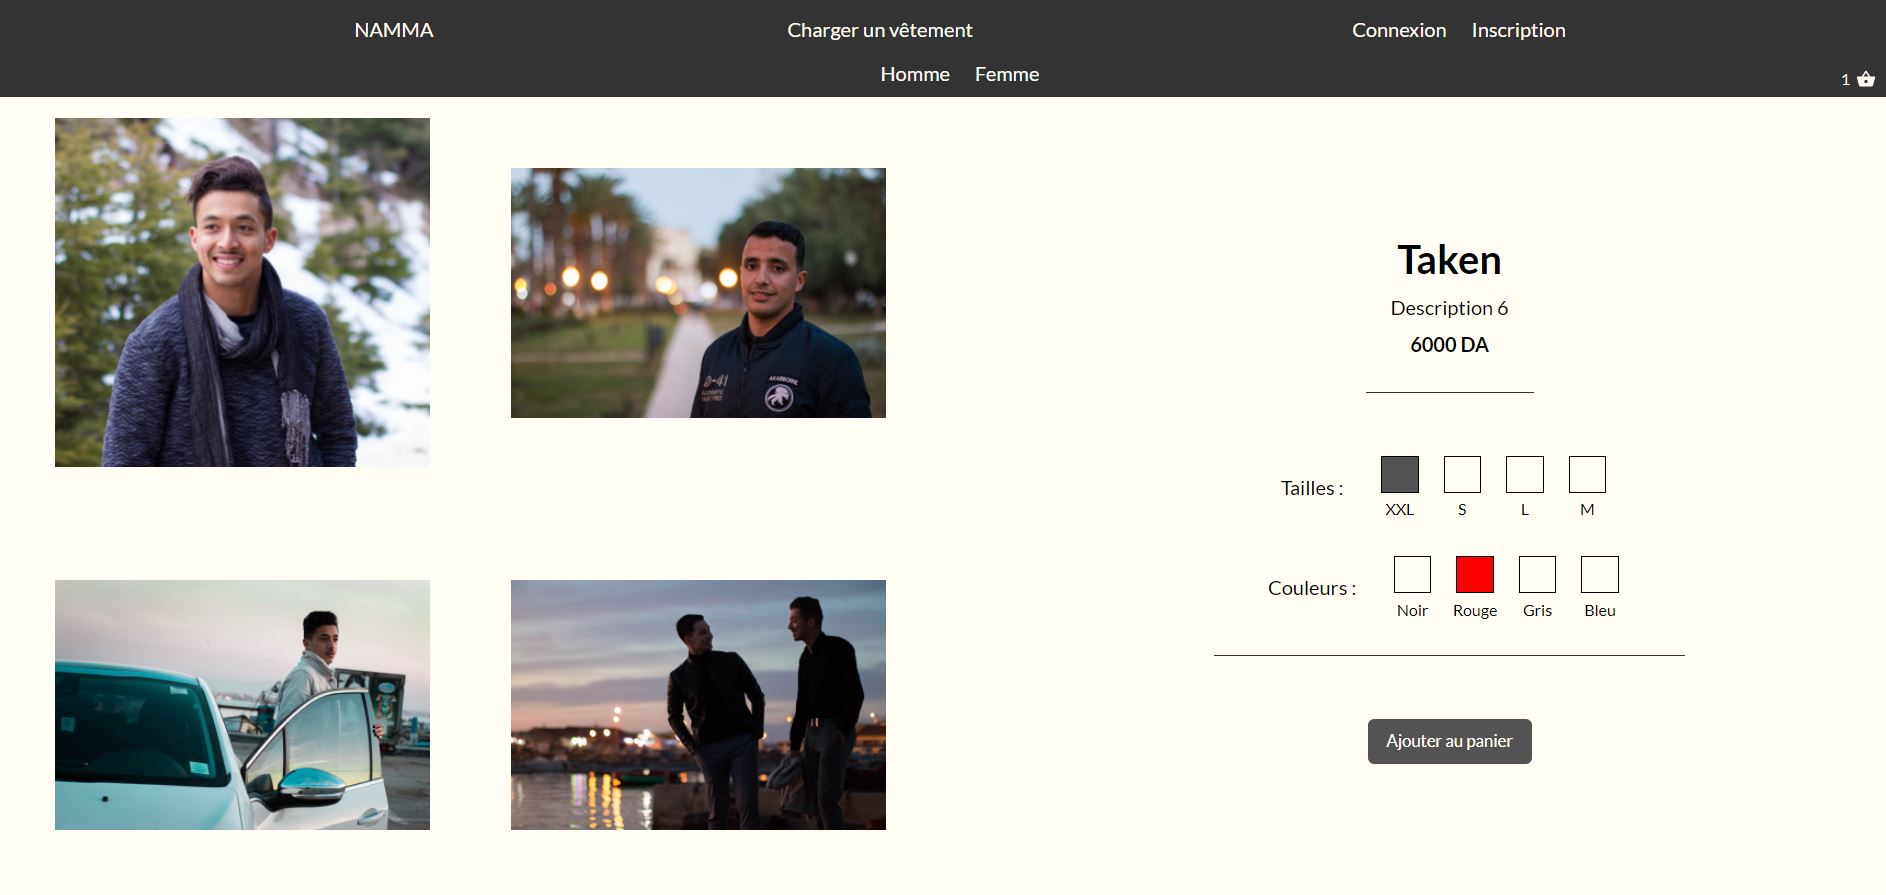 NAMMA
Charger un vêtement
Connexion Inscription
Homme Femme
1
AKAIRBORNE
Taken
Description 6
6000 DA
Tailles :
XXL S L M
Couleurs :
Noir Rouge Gris Bleu
Ajouter au panier